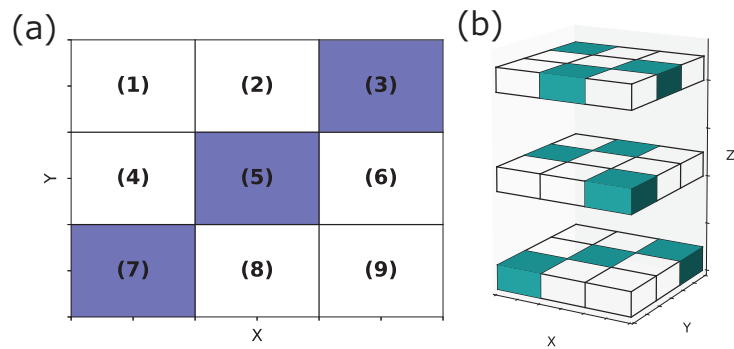 (a)
(1) (2) (3)
(4) (5) (6)
(7) (8) (9)
Y
X
(b)
Z
Y
X